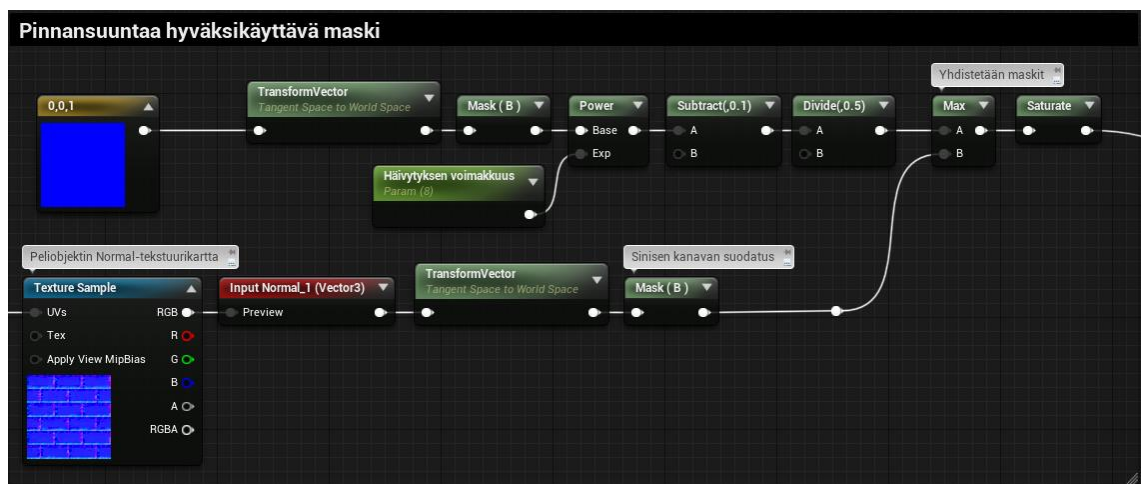 Pinnansuuntaa hyväksikäyttävä maski
Yhdistetään maskit
0,0,1
TransformVector
Tangent Space to World Space
Mask ( B )
Power
Base
Exp
Subtract(,0.1)
A
B
Divide(,0.5)
A
B
Max
A
B
Saturate
Häivytyksen voimakkuus
Param (8)
Peliobjektin Normal-tekstuurikartta
Sinisen kanavan suodatus
Texture Sample
UVs
RGB
Tex
R
Apply View MipBias
G
B
A
RGBA
Input Normal_1 (Vector3)
Preview
TransformVector
Tangent Space to World Space
Mask ( B )